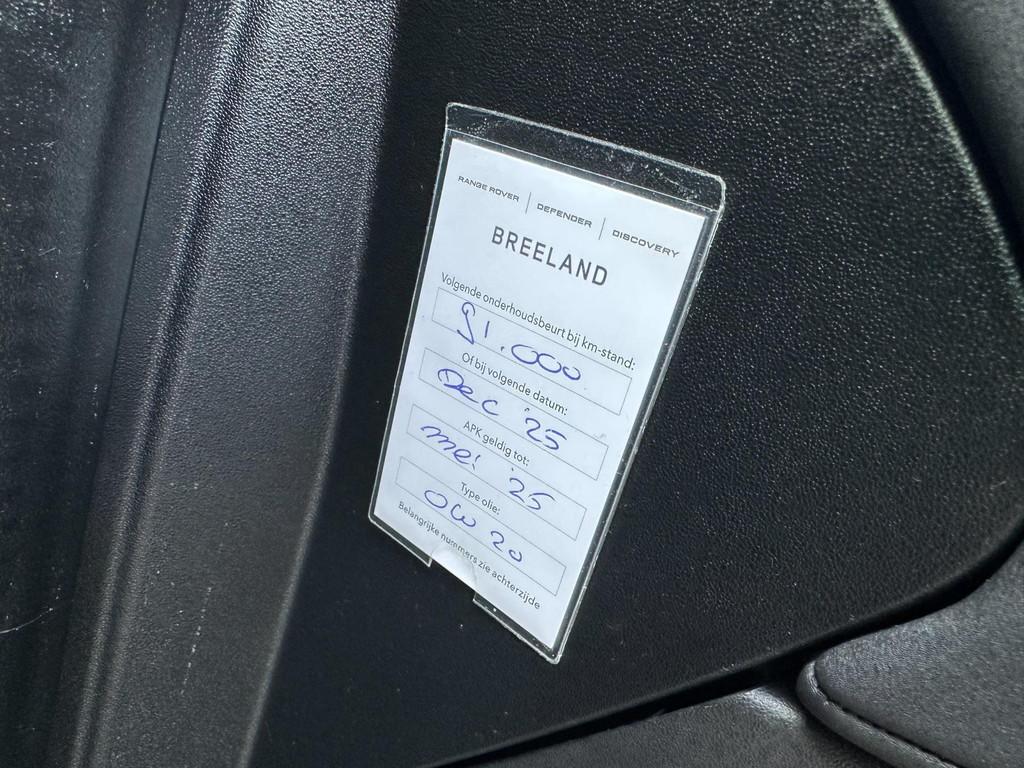 RANGE ROVER | DEFENDER | DISCOVERY
BREELAND
Volgende onderhoudsbeurt bij km-stand:
91.000
Of bij volgende datum:
Dec '25
APK geldig tot:
mei '25
Type olie:
OW 20
Belangrijke nummers zie achterzijde